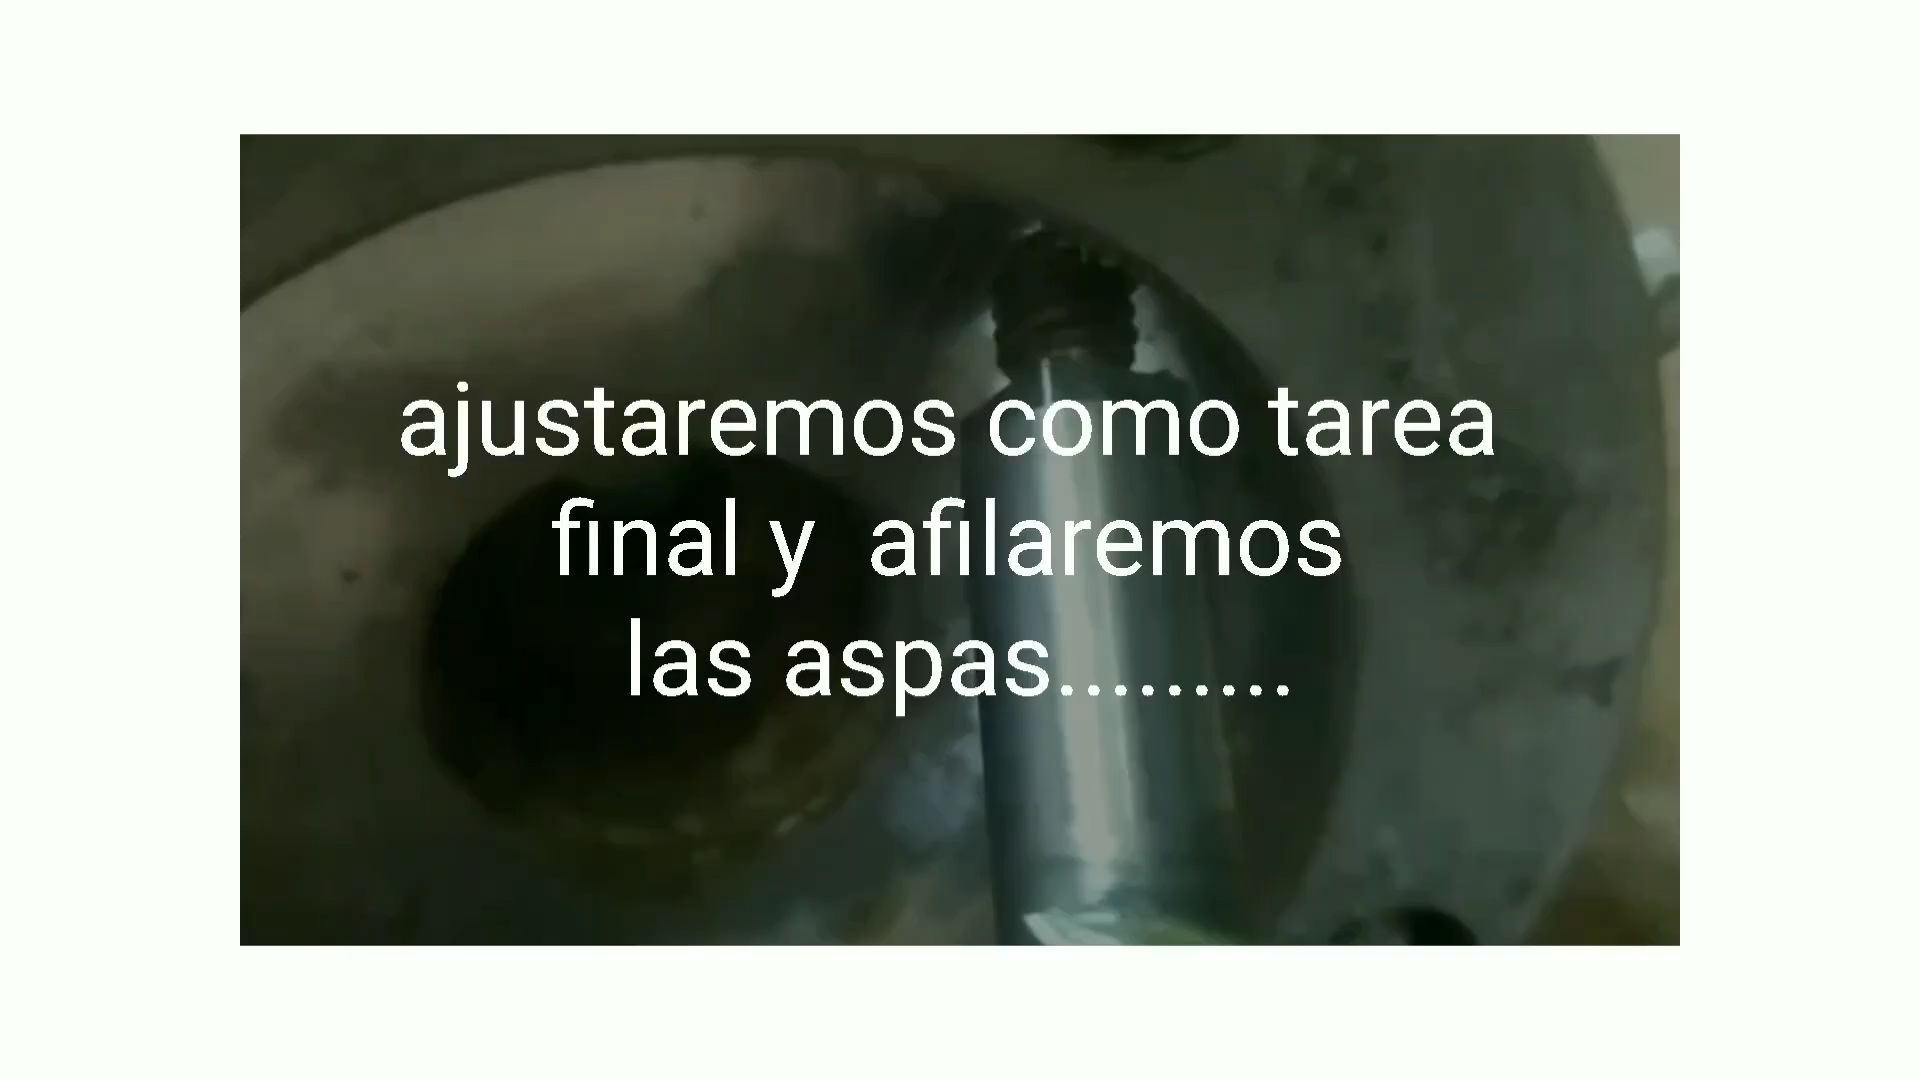 ajustaremos como tarea
final y  afilaremos
las aspas.........